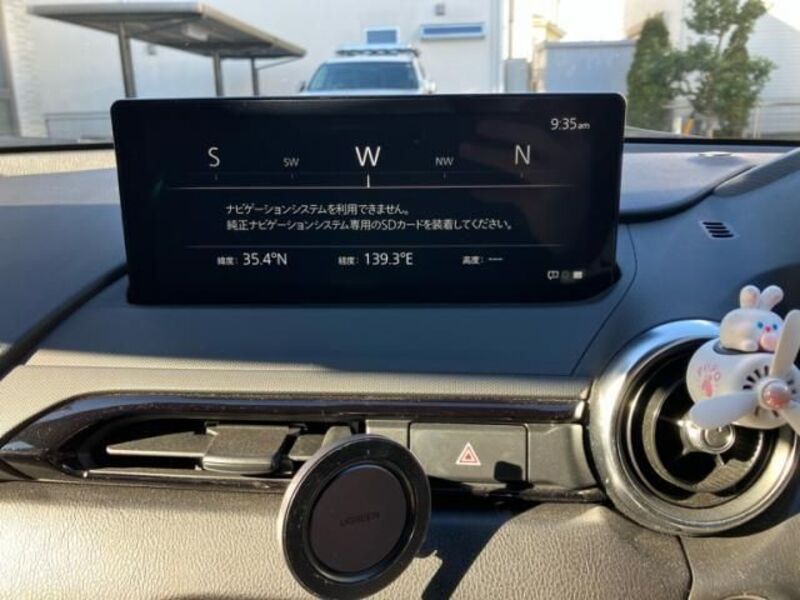 9:35am
S SW W NW N
ナビゲーションシステムを利用できません。
純正ナビゲーションシステム専用のSDカードを装着してください。
緯度: 35.4°N 経度: 139.3°E 高度: ---
UGREEN